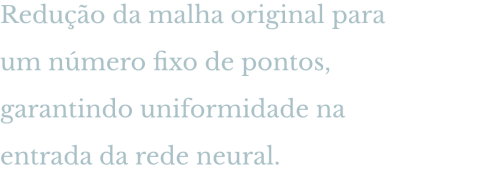 Redução da malha original para
um número fixo de pontos,
garantindo uniformidade na
entrada da rede neural.